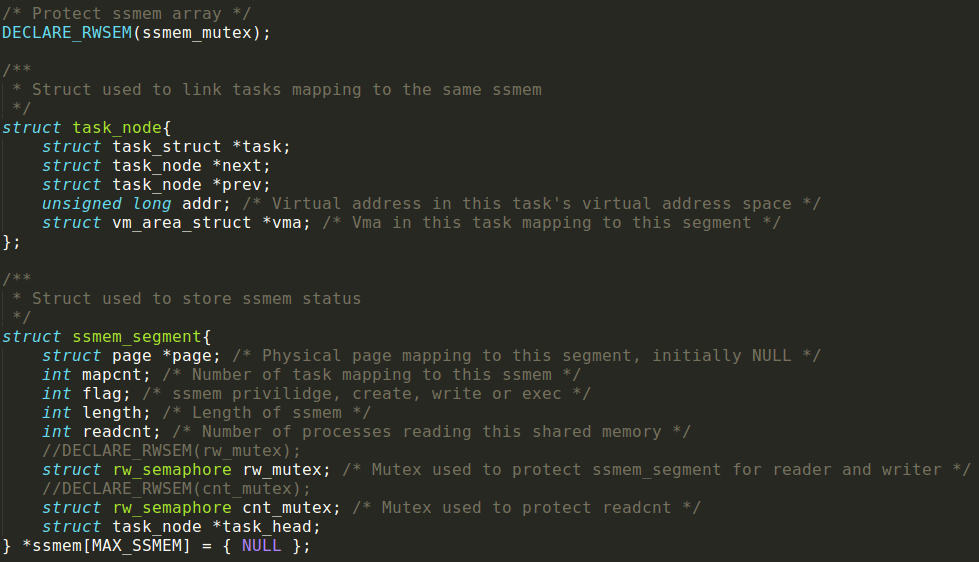 /* Protect ssmem array */
DECLARE_RWSEM(ssmem_mutex);

/**
 * Struct used to link tasks mapping to the same ssmem
 */
struct task_node{
    struct task_struct *task;
    struct task_node *next;
    struct task_node *prev;
    unsigned long addr; /* Virtual address in this task's virtual address space */
    struct vm_area_struct *vma; /* Vma in this task mapping to this segment */
};

/**
 * Struct used to store ssmem status
 */
struct ssmem_segment{
    struct page *page; /* Physical page mapping to this segment, initially NULL */
    int mapcnt; /* Number of task mapping to this ssmem */
    int flag; /* ssmem privilidge, create, write or exec */
    int length; /* Length of ssmem */
    int readcnt; /* Number of processes reading this shared memory */
    //DECLARE_RWSEM(rw_mutex);
    struct rw_semaphore rw_mutex; /* Mutex used to protect ssmem_segment for reader and writer */
    //DECLARE_RWSEM(cnt_mutex);
    struct rw_semaphore cnt_mutex; /* Mutex used to protect readcnt */
    struct task_node *task_head;
} *ssmem[MAX_SSMEM] = { NULL };